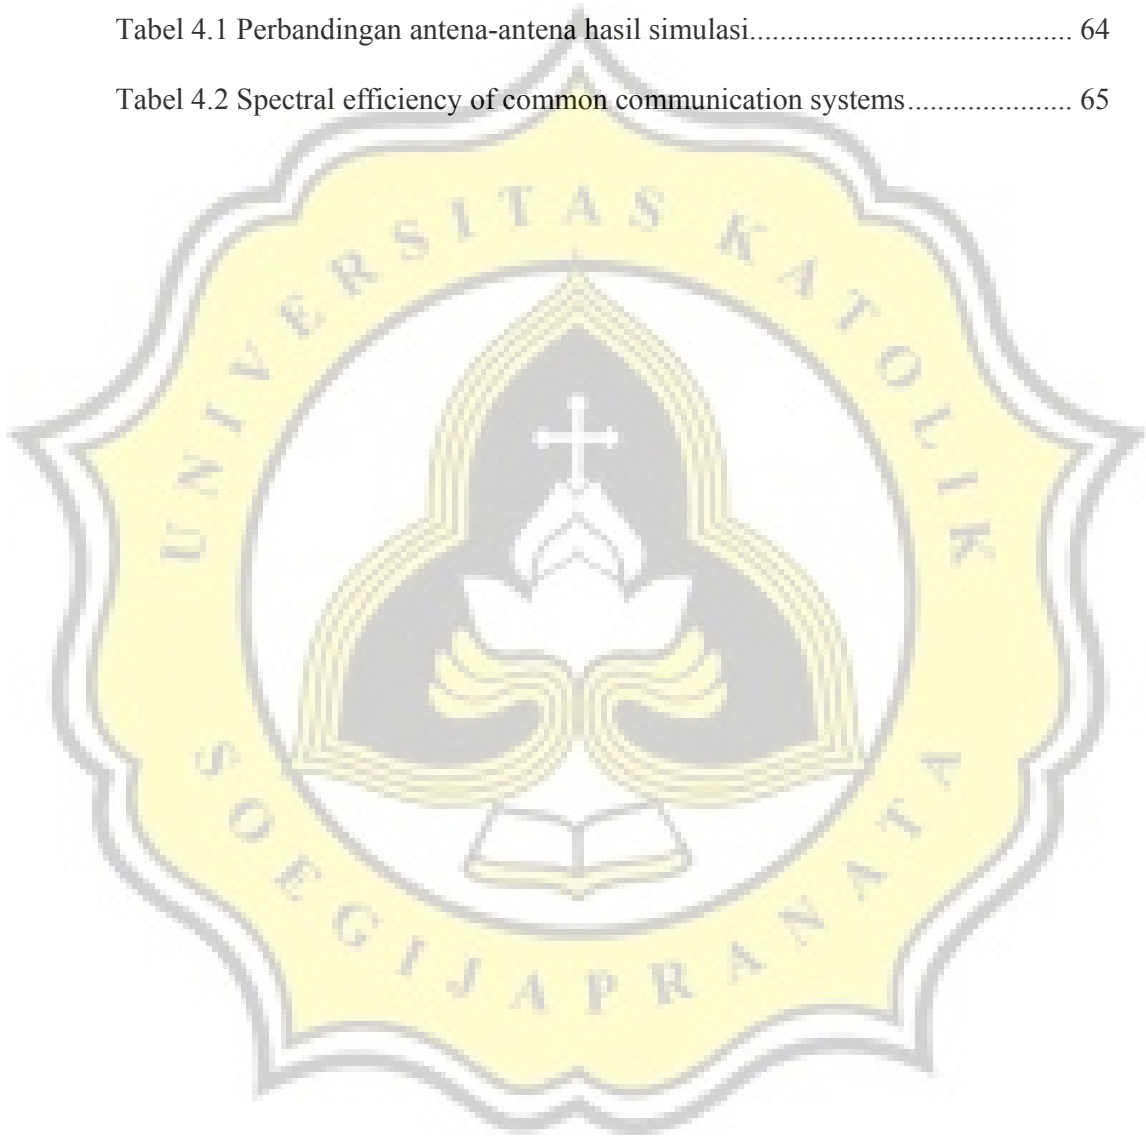 Tabel 4.1 Perbandingan antena-antena hasil simulasi........................................... 64
Tabel 4.2 Spectral efficiency of common communication systems...................... 65
UNIVERSITAS KATOLIK
SOEGIJAPRANATA